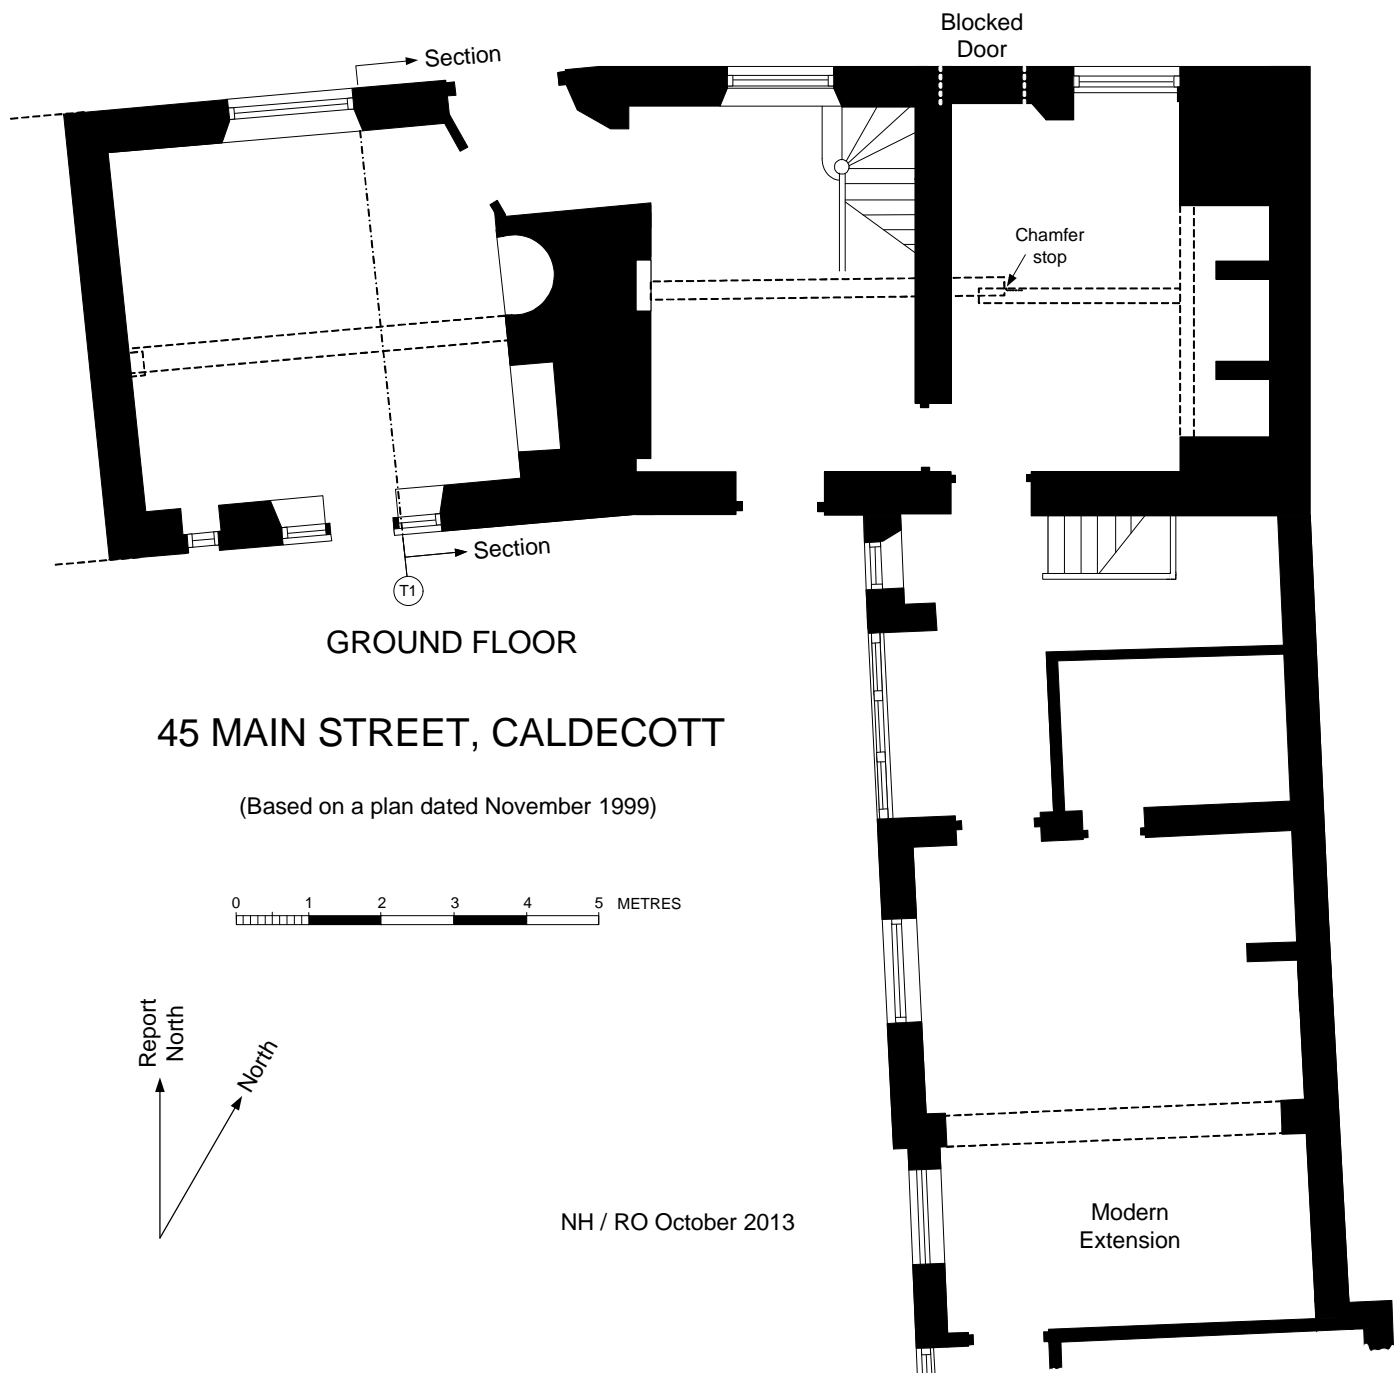 Blocked
Door
Section
Chamfer
stop
Section
T1
GROUND FLOOR
45 MAIN STREET, CALDECOTT
(Based on a plan dated November 1999)
0 1 2 3 4 5 METRES
Report
North
North
NH / RO October 2013
Modern
Extension